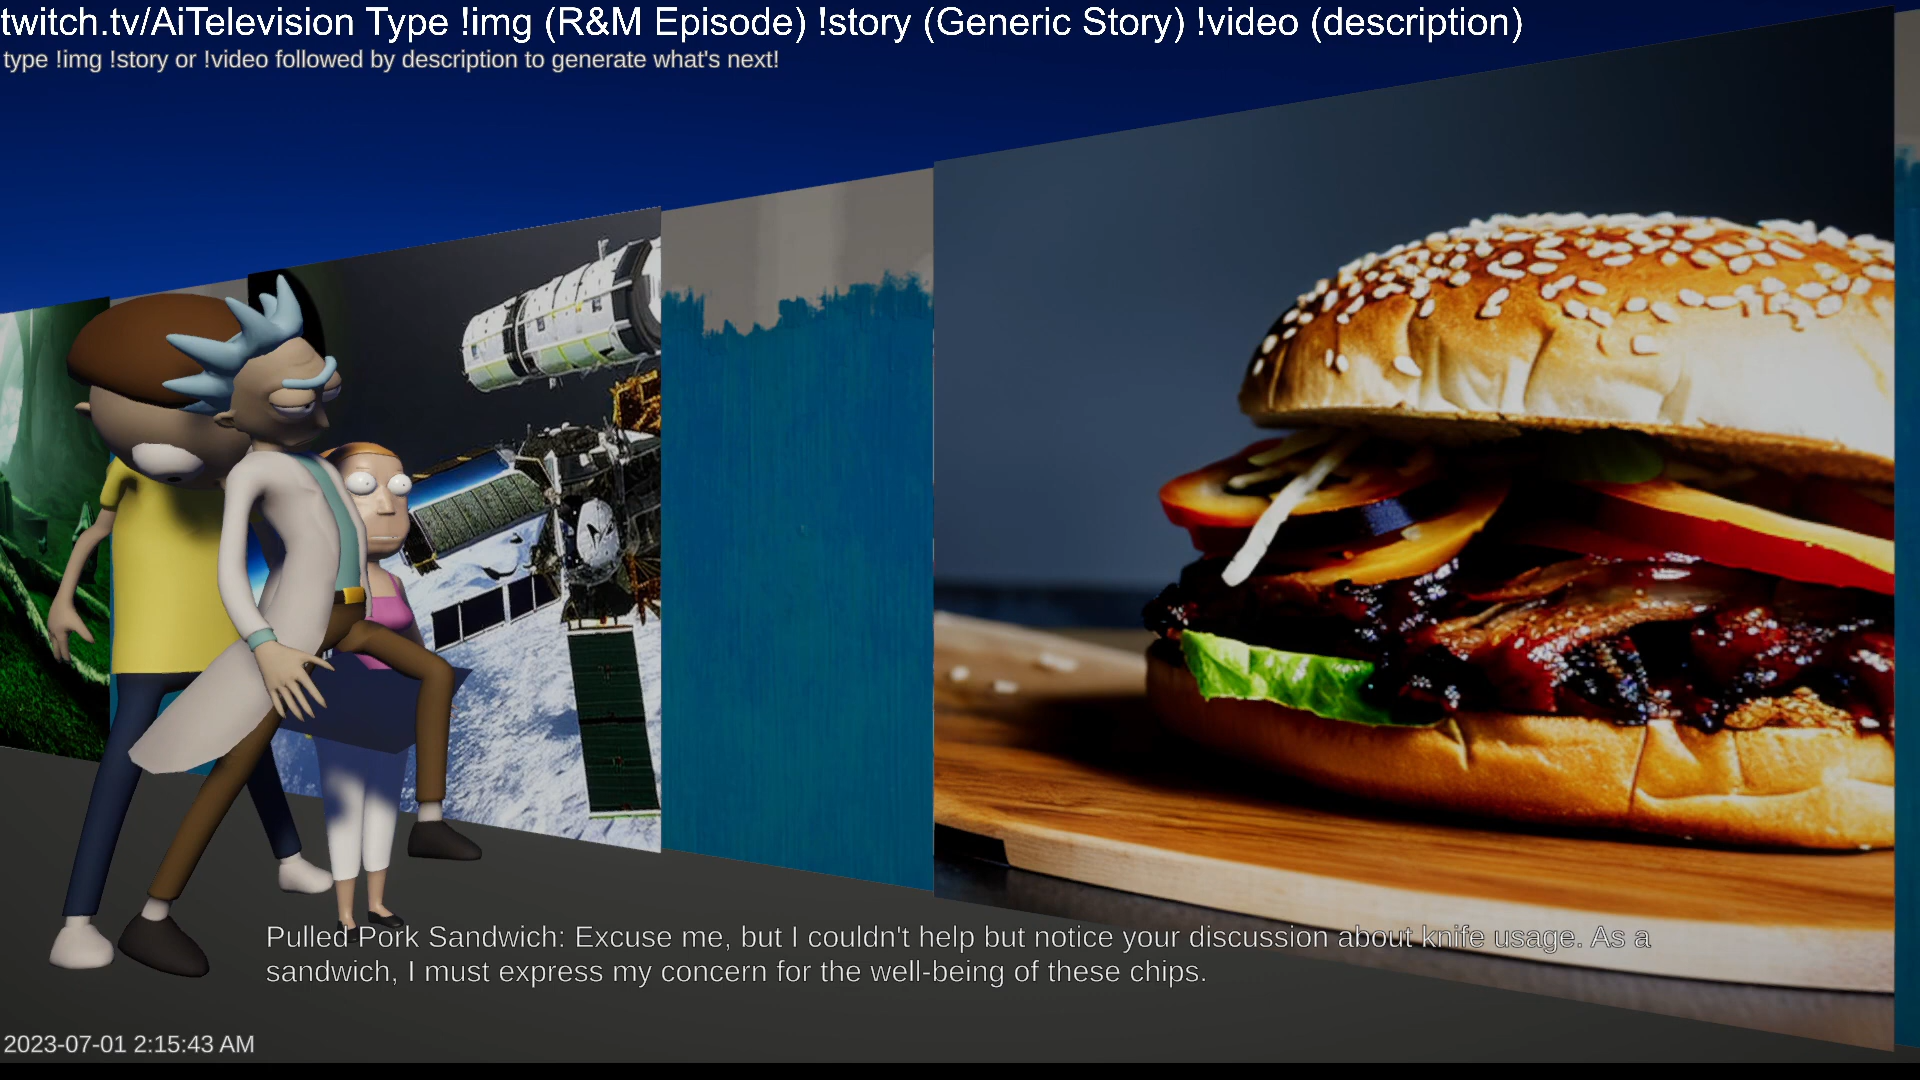 twitch.tv/AiTelevision Type !img (R&M Episode) !story (Generic Story) !video (description)
type !img !story or !video followed by description to generate what's next!
Pulled Pork Sandwich: Excuse me, but I couldn't help but notice your discussion about knife usage. As a
sandwich, I must express my concern for the well-being of these chips.
2023-07-01 2:15:43 AM